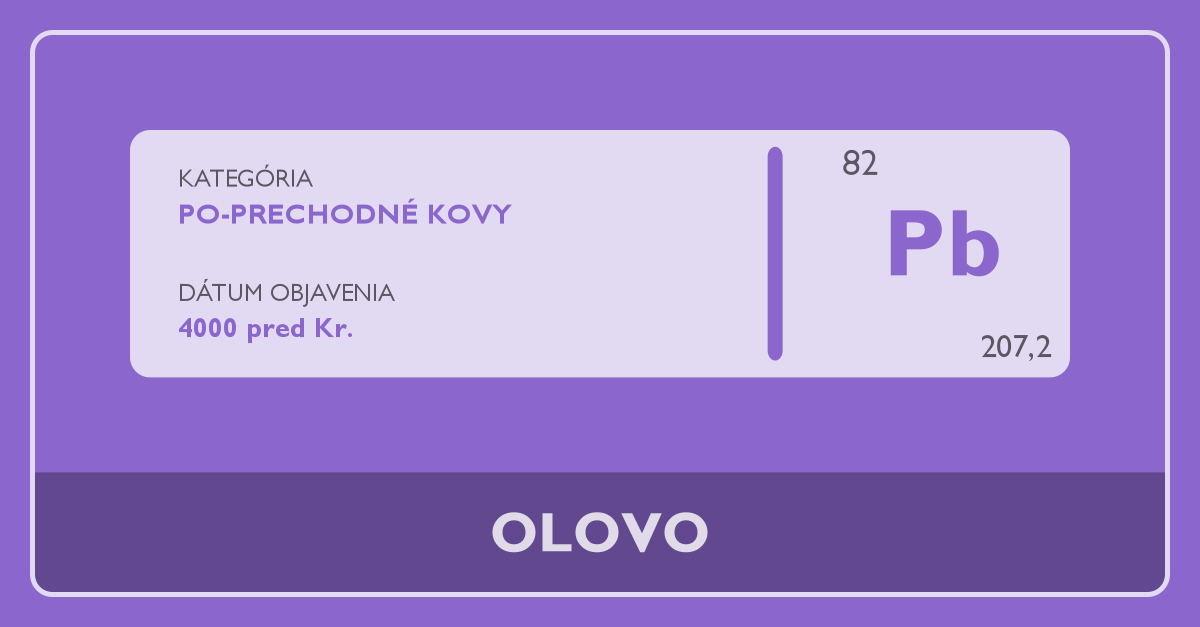 KATEGÓRIA
PO-PRECHODNÉ KOVY
DÁTUM OBJAVENIA
4000 pred Kr.
82
Pb
207,2
OLOVO